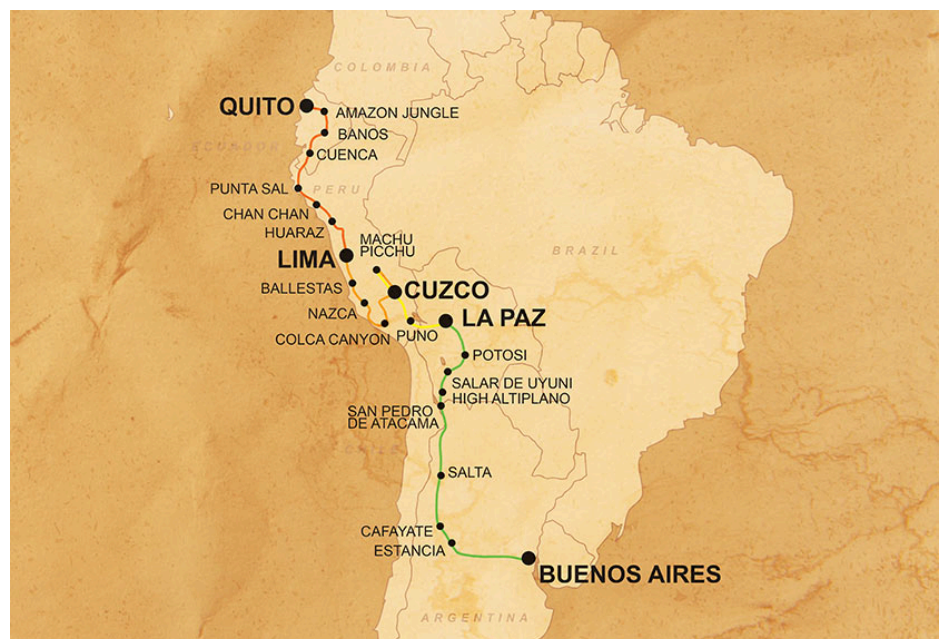 COLOMBIA
QUITO
AMAZON JUNGLE
BANOS
ECUADOR
CUENCA
PUNTA SAL
PERU
CHAN CHAN
HUARAZ
MACHU
PICCHU
BRAZIL
LIMA
BALLESTAS
CUZCO
NAZCA
LA PAZ
COLCA CANYON
PUNO
POTOSI
SALAR DE UYUNI
HIGH ALTIPLANO
SAN PEDRO
DE ATACAMA
CHILE
SALTA
CAFAYATE
ESTANCIA
BUENOS AIRES
ARGENTINA